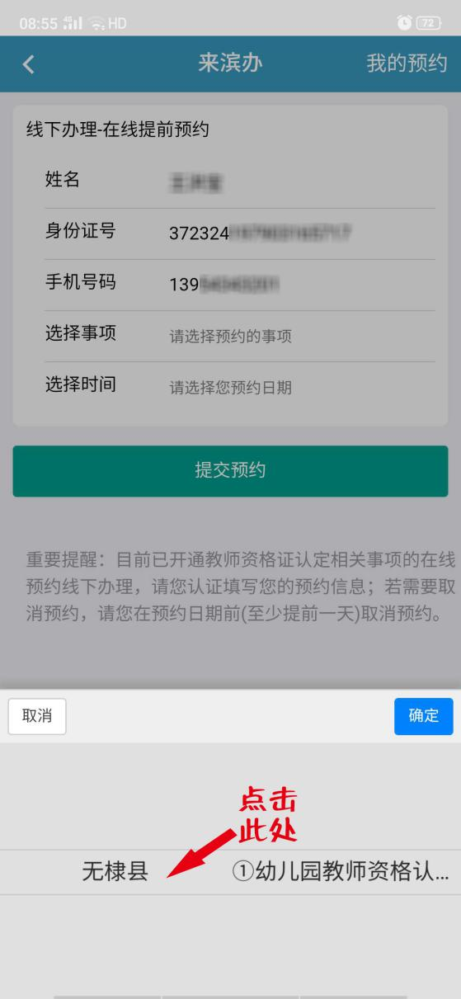 08:55 4G HD 72
来滨办
我的预约
线下办理-在线提前预约
姓名
身份证号 372324
手机号码 139
选择事项 请选择预约的事项
选择时间 请选择您预约日期
提交预约
重要提醒：目前已开通教师资格证认定相关事项的在线
预约线下办理，请您认证填写您的预约信息；若需要取
消预约，请您在预约日期前(至少提前一天)取消预约。
取消
确定
点击
此处
无棣县 ①幼儿园教师资格认...